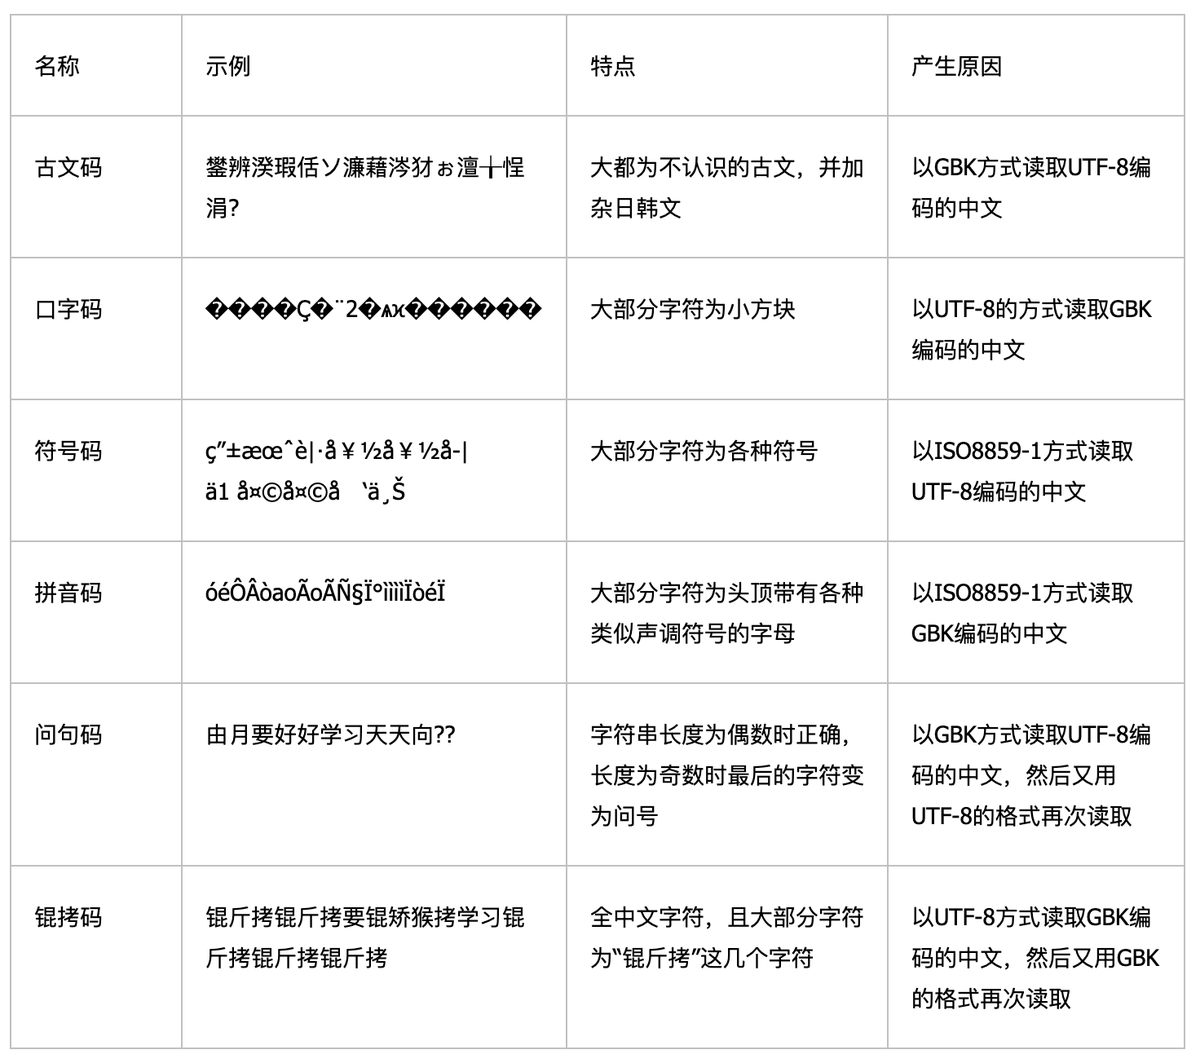 名称
示例
特点
产生原因
古文码
鐢辨湀瑕佸ソ濂藉涔犲ぉ澶╂悜
涓?
大都为不认识的古文，并加
杂日韩文
以GBK方式读取UTF-8编
码的中文
口字码
����Ç�¨2�ѧϰ������
大部分字符为小方块
以UTF-8的方式读取GBK
编码的中文
符号码
ç”±æœˆè|·å¥½å¥½å-|
ä1 å¤©å¤©å ‘ä¸Š
大部分字符为各种符号
以ISO8859-1方式读取
UTF-8编码的中文
拼音码
óéÔÂòaoÃoÃÑ§Ï°ììììÏòéÏ
大部分字符为头顶带有各种
类似声调符号的字母
以ISO8859-1方式读取
GBK编码的中文
问句码
由月要好好学习天天向??
字符串长度为偶数时正确，
长度为奇数时最后的字符变
为问号
以GBK方式读取UTF-8编
码的中文，然后又用
UTF-8的格式再次读取
锟拷码
锟斤拷锟斤拷要锟矫猴拷学习锟
斤拷锟斤拷锟斤拷
全中文字符，且大部分字符
为“锟斤拷”这几个字符
以UTF-8方式读取GBK编
码的中文，然后又用GBK
的格式再次读取